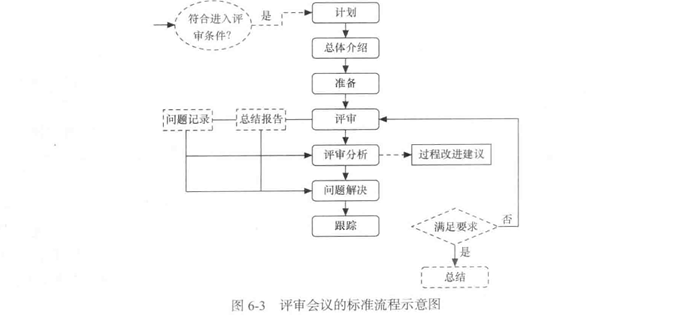 符合进入评
审条件?
是
计划
总体介绍
准备
问题记录
总结报告
评审
评审分析
过程改进建议
问题解决
跟踪
满足要求
否
是
总结
图 6-3 评审会议的标准流程示意图